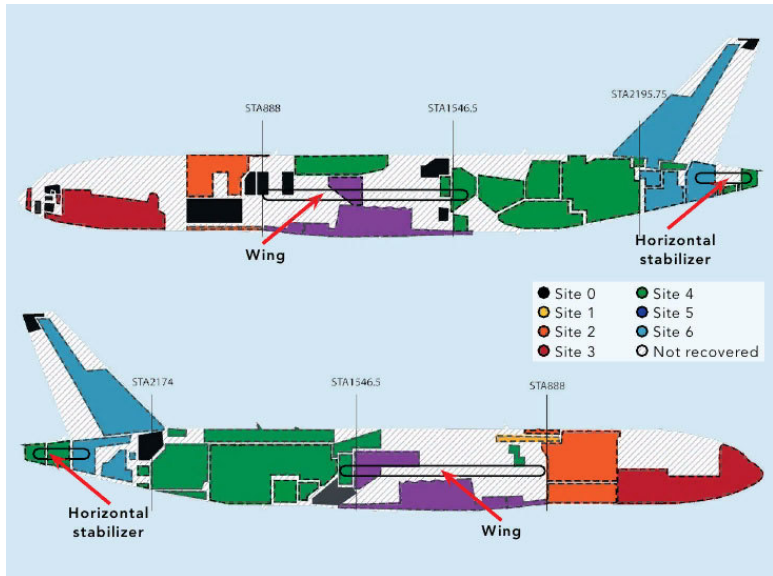 STA888
STA1546.5
STA2195.75
Wing
Horizontal
stabilizer
Site 0
Site 4
Site 1
Site 5
Site 2
Site 6
Site 3
Not recovered
STA2174
STA1546.5
STA888
Horizontal
stabilizer
Wing